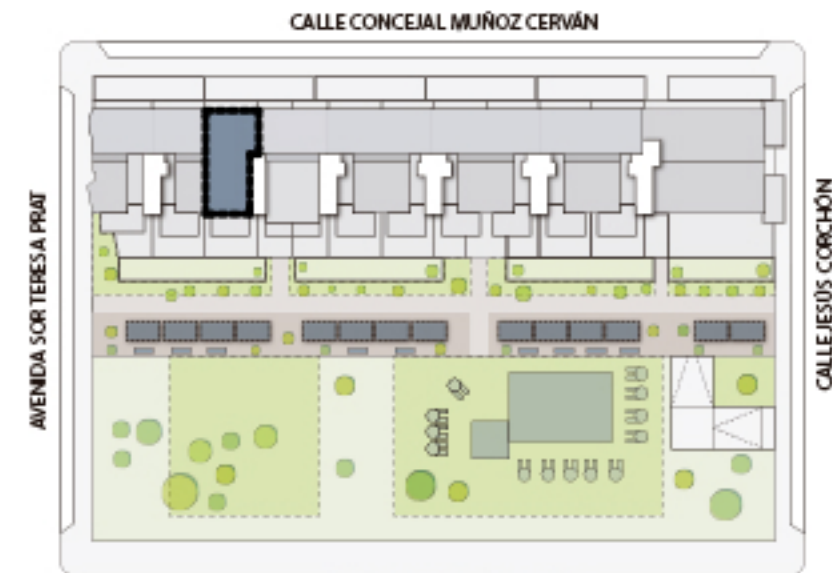 CALLE CONCEJAL MUÑOZ CERVÁN
AVENIDA SOR TERESA PRAT
CALLE JESÚS CORCHÓN